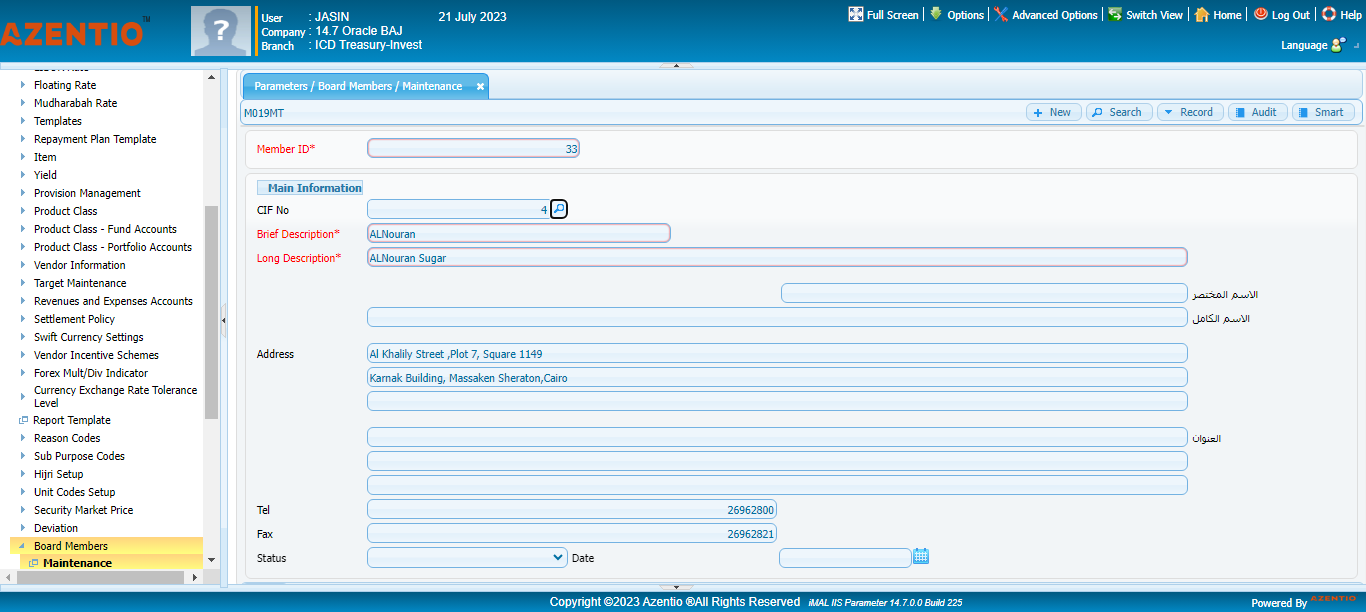 AZENTIO™
?
User : JASIN 21 July 2023
Company : 14.7 Oracle BAJ
Branch : ICD Treasury-Invest
Full Screen | Options | Advanced Options | Switch View | Home | Log Out | Help
Language
Floating Rate
Mudharabah Rate
Templates
Repayment Plan Template
Item
Yield
Provision Management
Product Class
Product Class - Fund Accounts
Product Class - Portfolio Accounts
Vendor Information
Target Maintenance
Revenues and Expenses Accounts
Settlement Policy
Swift Currency Settings
Vendor Incentive Schemes
Forex Mult/Div Indicator
Currency Exchange Rate Tolerance
Level
Report Template
Reason Codes
Sub Purpose Codes
Hijri Setup
Unit Codes Setup
Security Market Price
Deviation
Board Members
Maintenance
Parameters / Board Members / Maintenance
M019MT
New Search Record Audit Smart
Member ID* 33
Main Information
CIF No 4
Brief Description* ALNouran
Long Description* ALNouran Sugar
الاسم المختصر
الاسم الكامل
Address Al Khalily Street ,Plot 7, Square 1149
Karnak Building, Massaken Sheraton,Cairo
العنوان
Tel 26962800
Fax 26962821
Status Date
Copyright ©2023 Azentio ®All Rights Reserved iMAL IIS Parameter 14.7.0.0 Build 225
Powered By AZENTIO